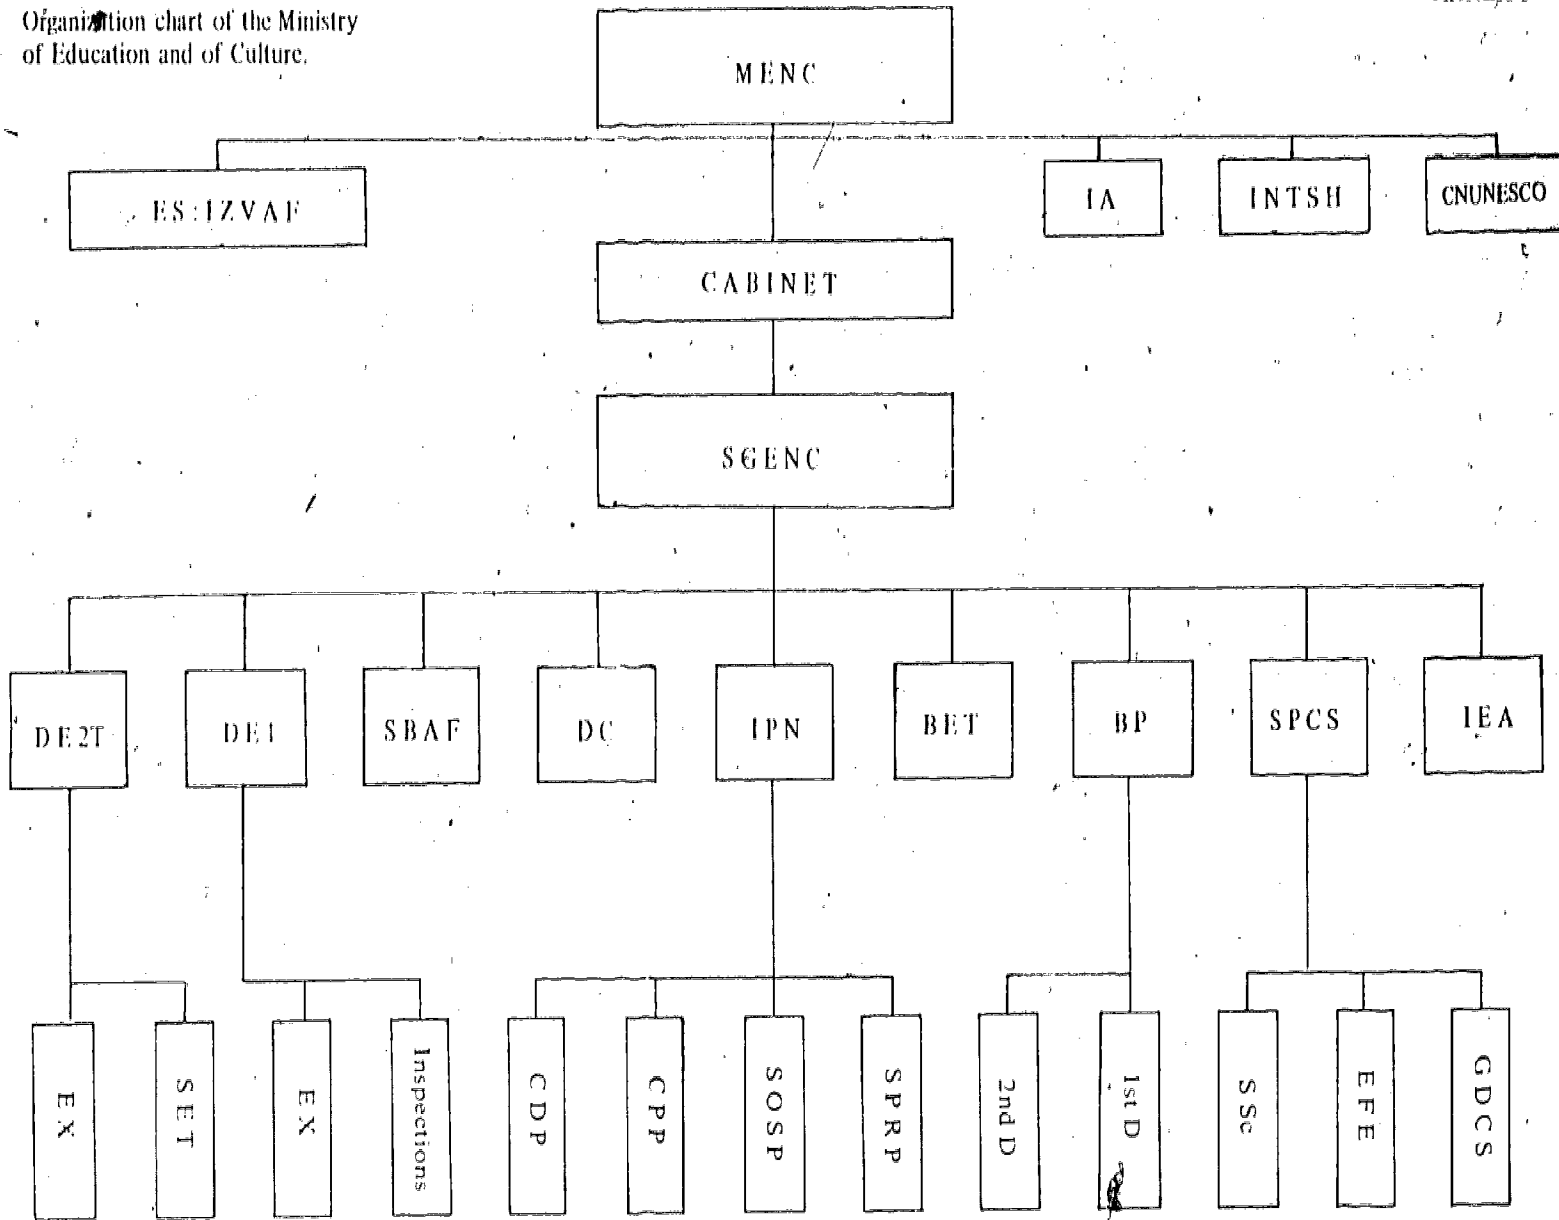 Organization chart of the Ministry
of Education and of Culture.
MENC
ES:IZVAF
IA
INTSH
CNUNESCO
CABINET
SGENC
DE2T
DE1
SBAF
DC
IPN
BET
BP
SPCS
IEA
EX
SET
EX
Inspections
CDP
CPP
SOSP
SPRP
2nd D
1st D
SSc
EFE
GDCS